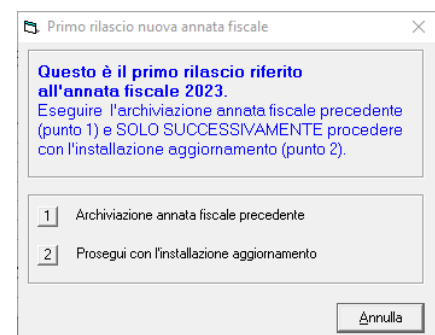 Primo rilascio nuova annata fiscale
Questo è il primo rilascio riferito
all'annata fiscale 2023.
Eseguire l'archiviazione annata fiscale precedente
(punto 1) e SOLO SUCCESSIVAMENTE procedere
con l'installazione aggiornamento (punto 2).
1 Archiviazione annata fiscale precedente
2 Prosegui con l'installazione aggiornamento
Annulla